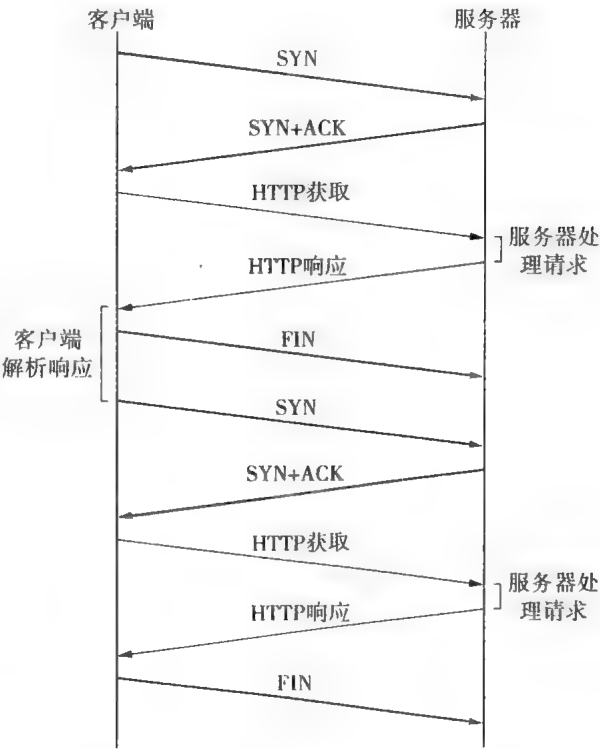 客户端
服务器
SYN
SYN+ACK
HTTP获取
服务器处
理请求
HTTP响应
客户端
解析响应
FIN
SYN
SYN+ACK
HTTP获取
服务器处
理请求
HTTP响应
FIN